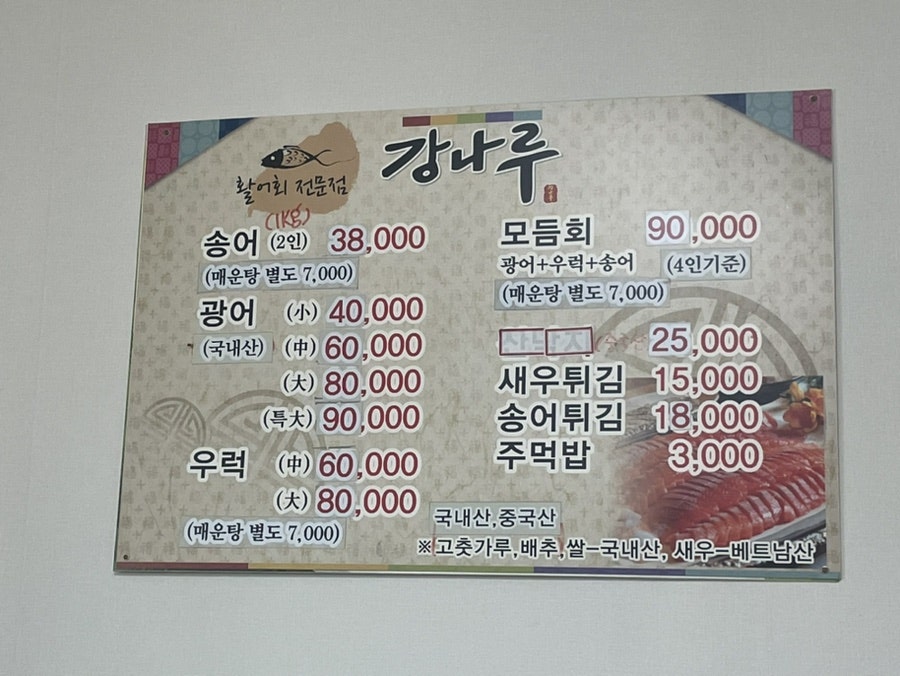 강나루
활어회 전문점
(1kg)
송어 (2인) 38,000
(매운탕 별도 7,000)
광어 (小) 40,000
(국내산) (中) 60,000
(大) 80,000
(특大) 90,000
우럭 (中) 60,000
(大) 80,000
(매운탕 별도 7,000)
모듬회 90,000
광어+우럭+송어 (4인기준)
(매운탕 별도 7,000)
산낙지 25,000
새우튀김 15,000
송어튀김 18,000
주먹밥 3,000
국내산,중국산
※고춧가루,배추,쌀-국내산, 새우-베트남산